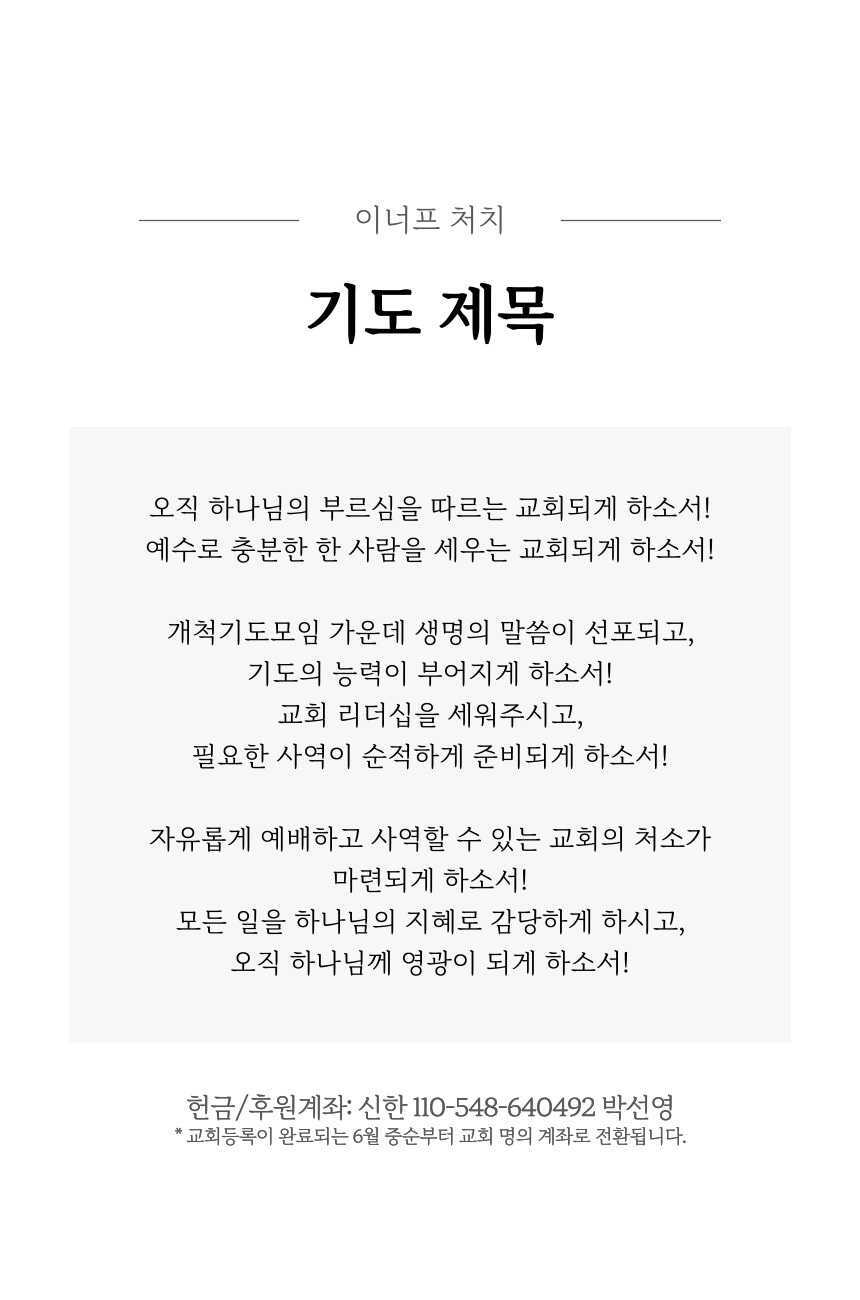 이너프 처치
기도 제목
오직 하나님의 부르심을 따르는 교회되게 하소서!
예수로 충분한 한 사람을 세우는 교회되게 하소서!
개척기도모임 가운데 생명의 말씀이 선포되고,
기도의 능력이 부어지게 하소서!
교회 리더십을 세워주시고,
필요한 사역이 순적하게 준비되게 하소서!
자유롭게 예배하고 사역할 수 있는 교회의 처소가
마련되게 하소서!
모든 일을 하나님의 지혜로 감당하게 하시고,
오직 하나님께 영광이 되게 하소서!
헌금/후원계좌: 신한 110-548-640492 박선영
* 교회등록이 완료되는 6월 중순부터 교회 명의 계좌로 전환됩니다.